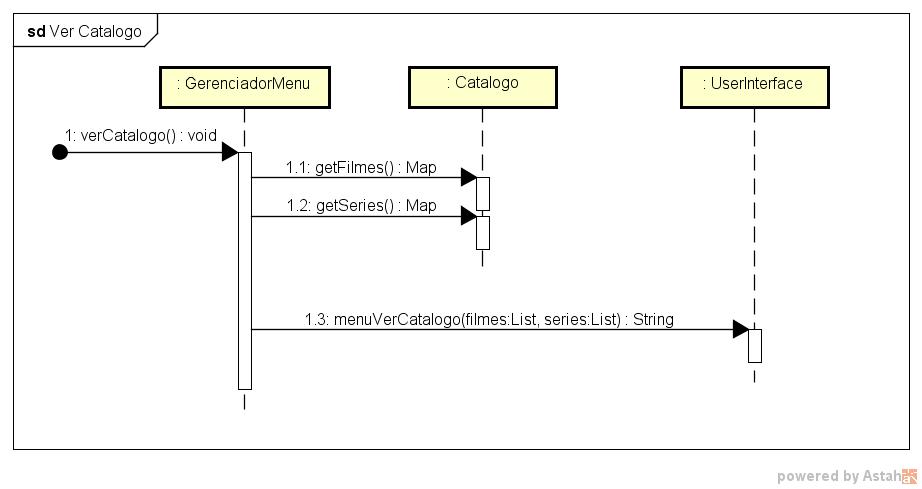 sd Ver Catalogo
: GerenciadorMenu
: Catalogo
: UserInterface
1: verCatalogo() : void
1.1: getFilmes() : Map
1.2: getSeries() : Map
1.3: menuVerCatalogo(filmes:List, series:List) : String
powered by Astah